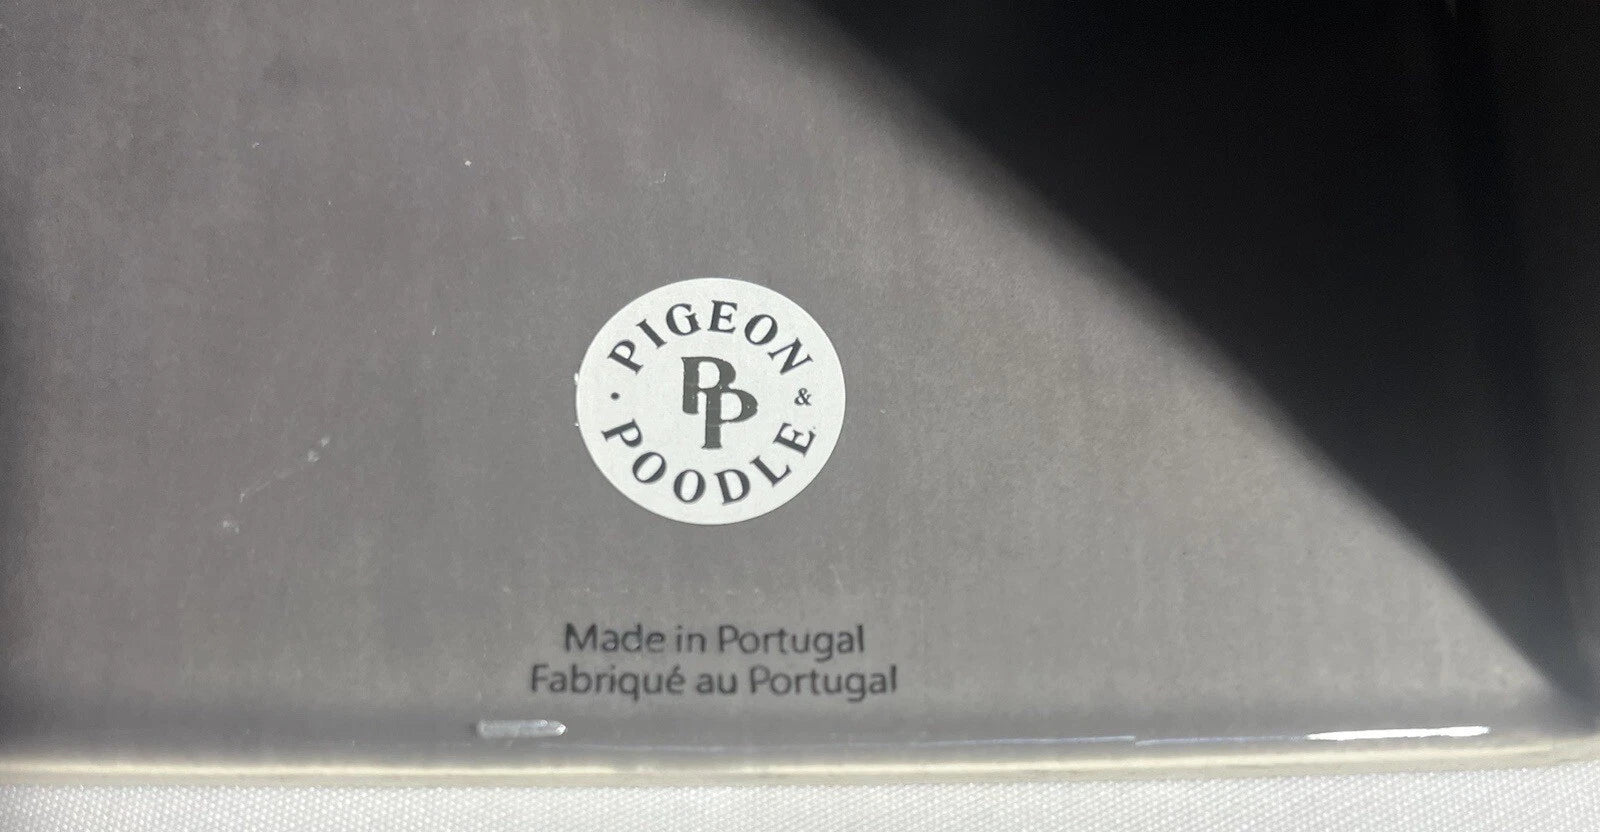 PIGEON &
PP
POODLE
Made in Portugal
Fabriqué au Portugal